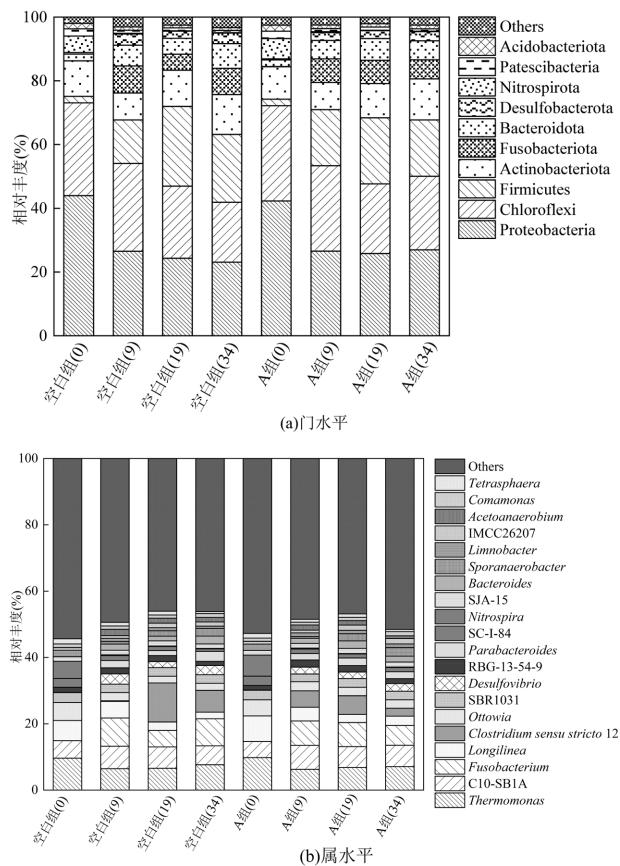 100
80
60
40
20
0
相对丰度(%)
Others
Acidobacteriota
Patescibacteria
Nitrospirota
Desulfobacterota
Bacteroidota
Fusobacteriota
Actinobacteriota
Firmicutes
Chloroflexi
Proteobacteria
空白组(0)
空白组(9)
空白组(19)
空白组(34)
A组(0)
A组(9)
A组(19)
A组(34)
(a)门水平
100
80
60
40
20
0
相对丰度(%)
Others
Tetrasphaera
Comamonas
Acetoanaerobium
IMCC26207
Limnobacter
Sporanaerobacter
Bacteroides
SJA-15
Nitrospira
SC-I-84
Parabacteroides
RBG-13-54-9
Desulfovibrio
SBR1031
Ottowia
Clostridium sensu stricto 12
Longilinea
Fusobacterium
C10-SB1A
Thermomonas
空白组(0)
空白组(9)
空白组(19)
空白组(34)
A组(0)
A组(9)
A组(19)
A组(34)
(b)属水平